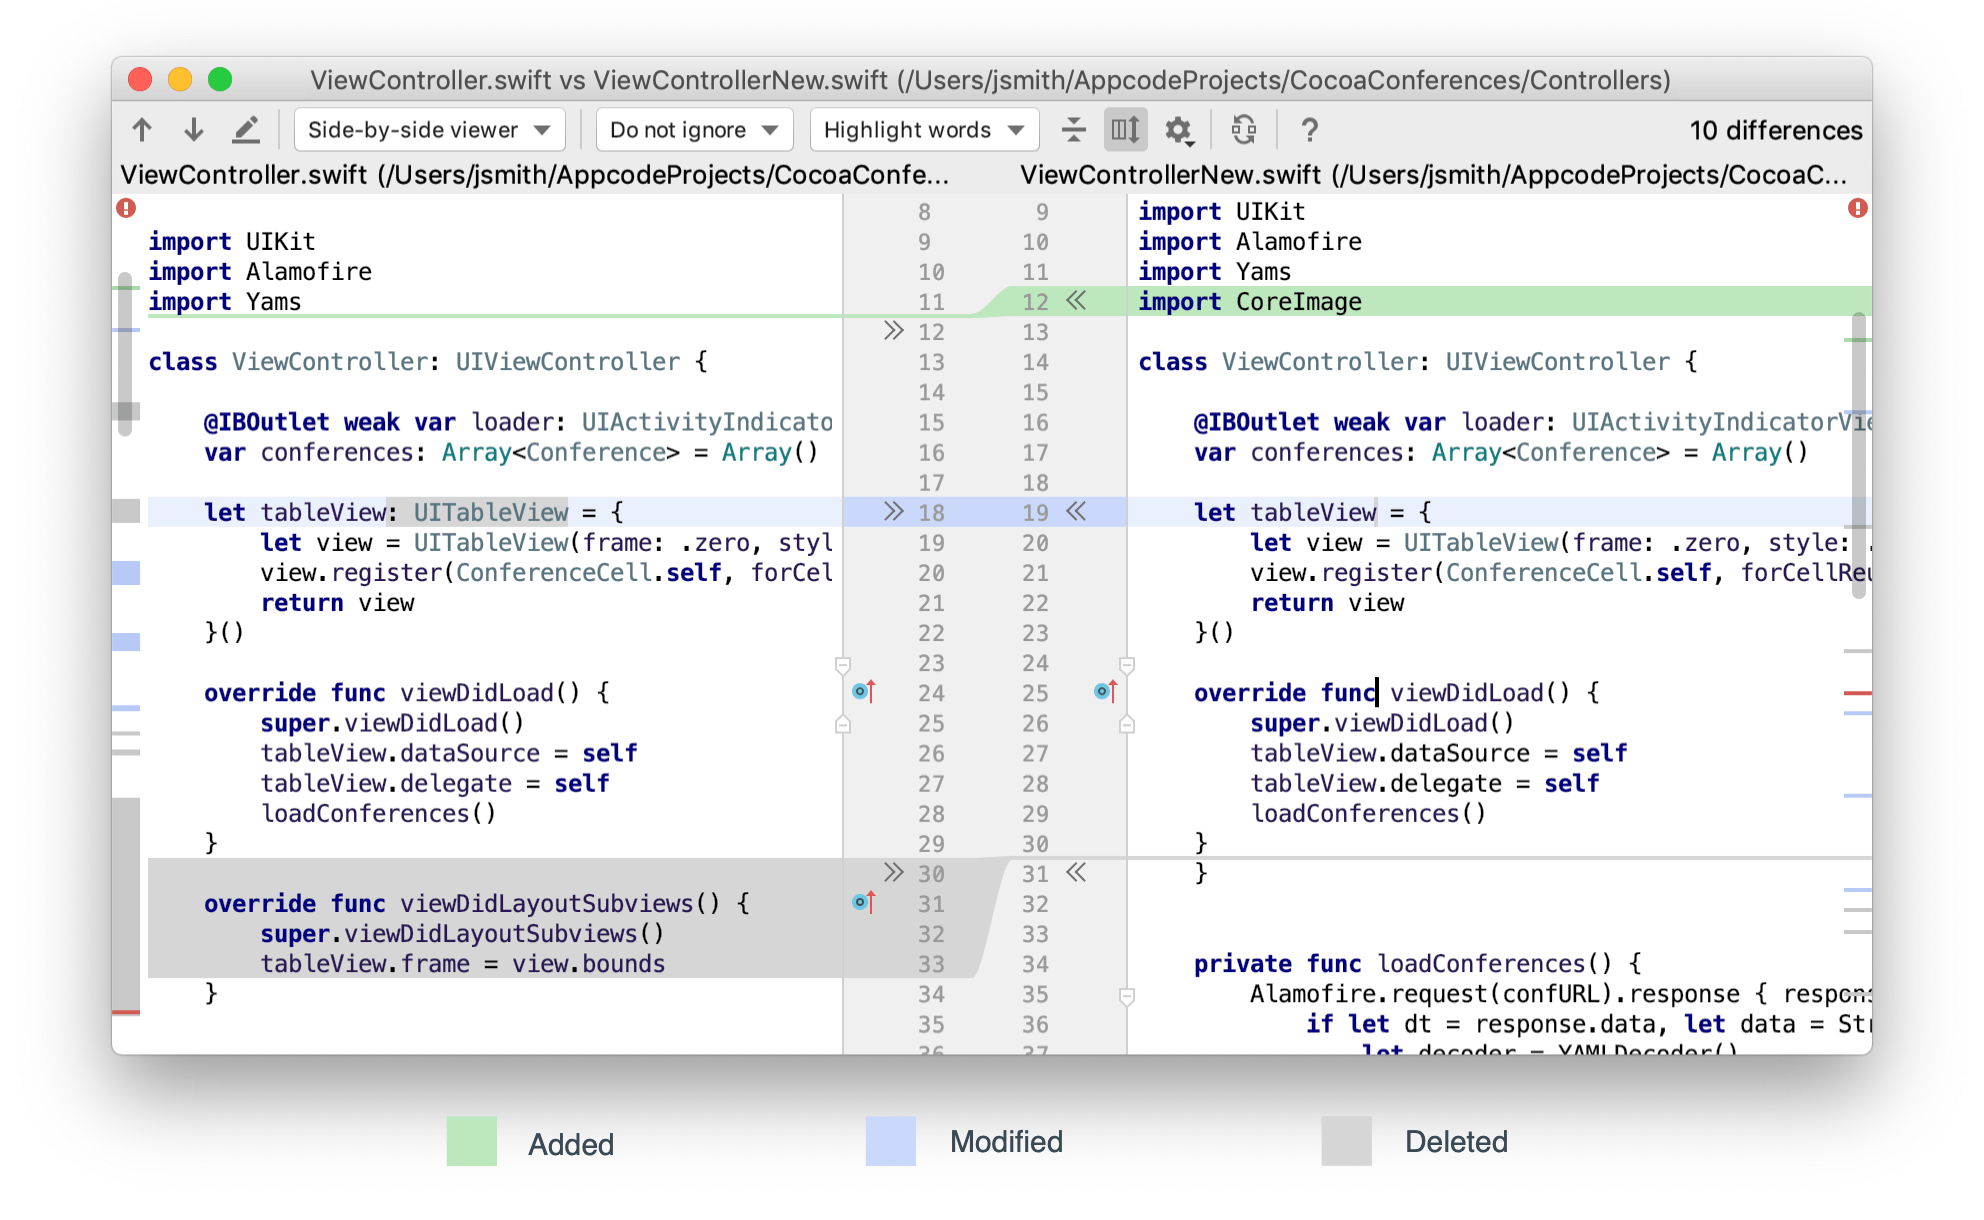 ViewController.swift vs ViewControllerNew.swift (/Users/jsmith/AppcodeProjects/CocoaConferences/Controllers)
Side-by-side viewer
Do not ignore
Highlight words
?
10 differences
ViewController.swift (/Users/jsmith/AppcodeProjects/CocoaConfe...
8
import UIKit 9
import Alamofire 10
import Yams 11
12
class ViewController: UIViewController { 13
14
@IBOutlet weak var loader: UIActivityIndicato 15
var conferences: Array<Conference> = Array() 16
17
let tableView: UITableView = { 18
let view = UITableView(frame: .zero, styl 19
view.register(ConferenceCell.self, forCel 20
return view 21
}() 22
23
override func viewDidLoad() { 24
super.viewDidLoad() 25
tableView.dataSource = self 26
tableView.delegate = self 27
loadConferences() 28
} 29
30
override func viewDidLayoutSubviews() { 31
super.viewDidLayoutSubviews() 32
tableView.frame = view.bounds 33
} 34
35
36
ViewControllerNew.swift (/Users/jsmith/AppcodeProjects/CocoaC...
9 import UIKit
10 import Alamofire
11 import Yams
12 import CoreImage
13
14 class ViewController: UIViewController {
15
16 @IBOutlet weak var loader: UIActivityIndicatorVie
17 var conferences: Array<Conference> = Array()
18
19 let tableView = {
20 let view = UITableView(frame: .zero, style: .
21 view.register(ConferenceCell.self, forCellReu
22 return view
23 }()
24
25 override func viewDidLoad() {
26 super.viewDidLoad()
27 tableView.dataSource = self
28 tableView.delegate = self
29 loadConferences()
30 }
31 }
32
33
34 private func loadConferences() {
35 Alamofire.request(confURL).response { respons
36 if let dt = response.data, let data = Str
37 let decoder = YAMLDecoder()
Added
Modified
Deleted